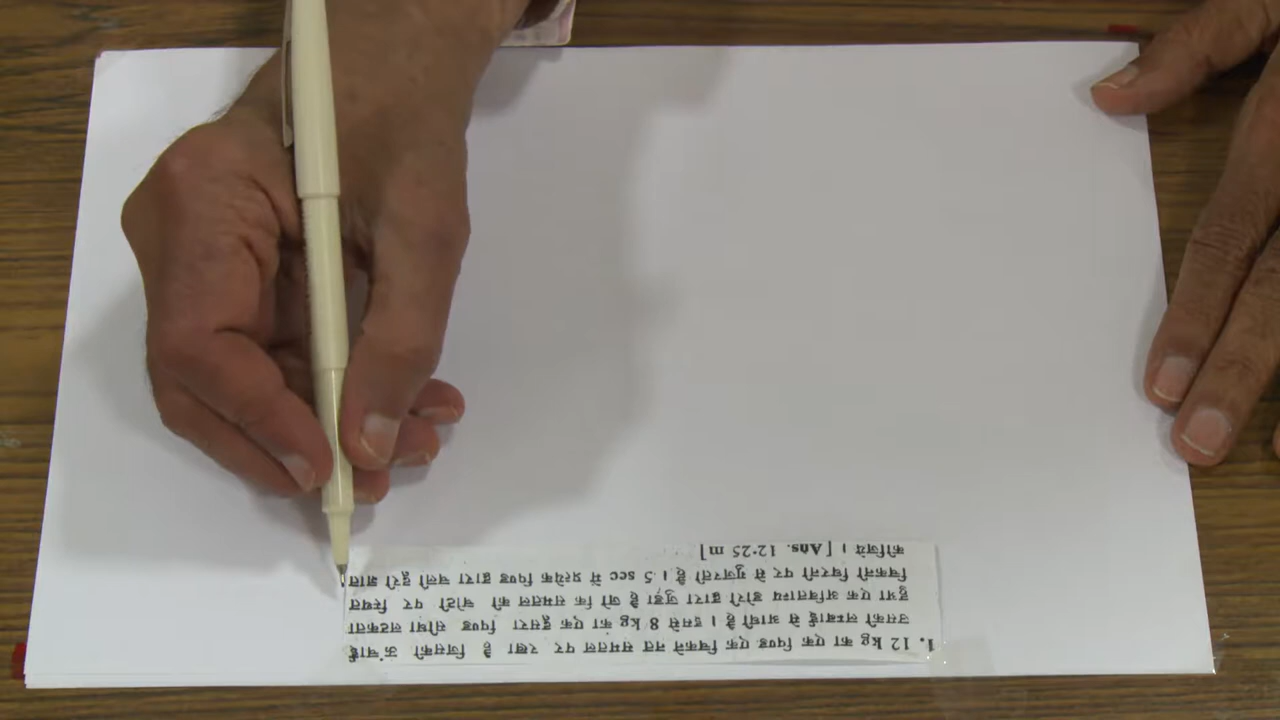 1. 12 kg का एक पिण्ड एक चिकने नत समतल पर रखा है जिसकी ऊंचाई
उसकी लम्बाई से आधी है । इससे 8 kg का एक दूसरा पिण्ड सीधा लटकता
हुआ एक अवितान्य डोरी द्वारा जुड़ा है जो कि समतल की चोटी पर स्थित
चिकनी घिरनी पर से गुजरती है । 5 sec में प्रत्येक पिण्ड द्वारा चली दूरी ज्ञात
कीजिये । [Ans. 12·25 m]